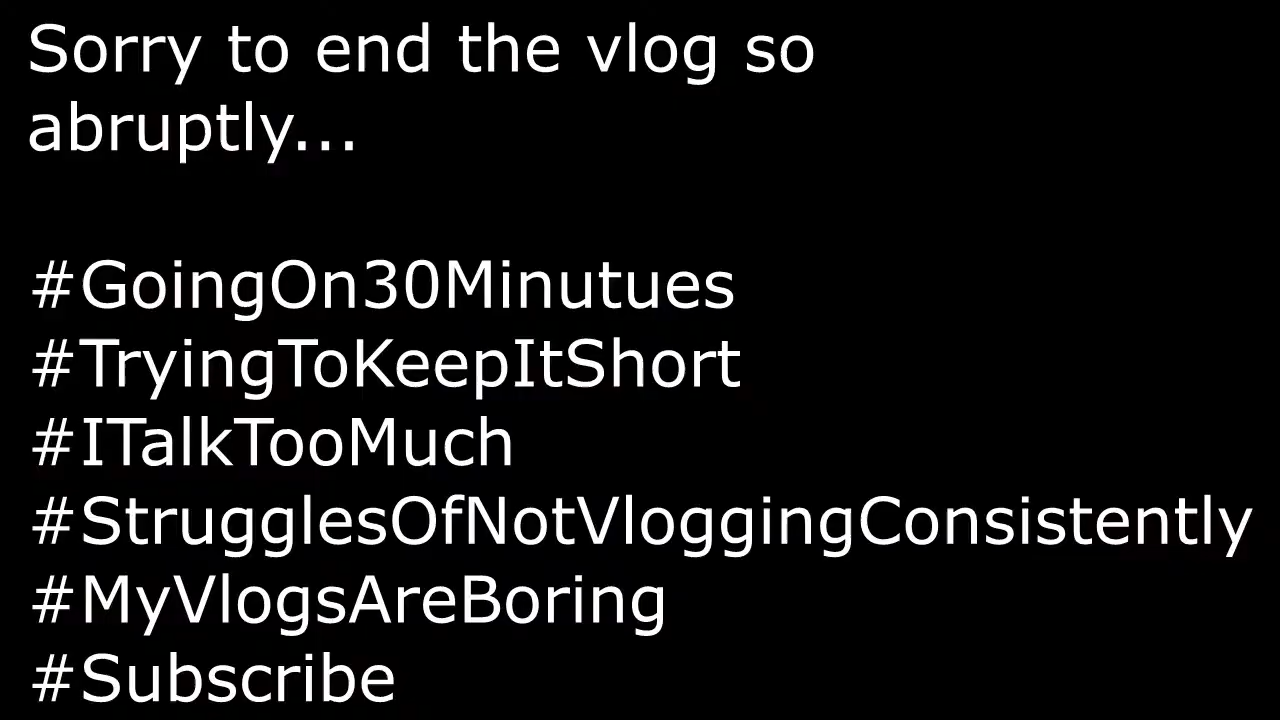 Sorry to end the vlog so
abruptly...
#GoingOn30Minutues
#TryingToKeepItShort
#ITalkTooMuch
#StrugglesOfNotVloggingConsistently
#MyVlogsAreBoring
#Subscribe